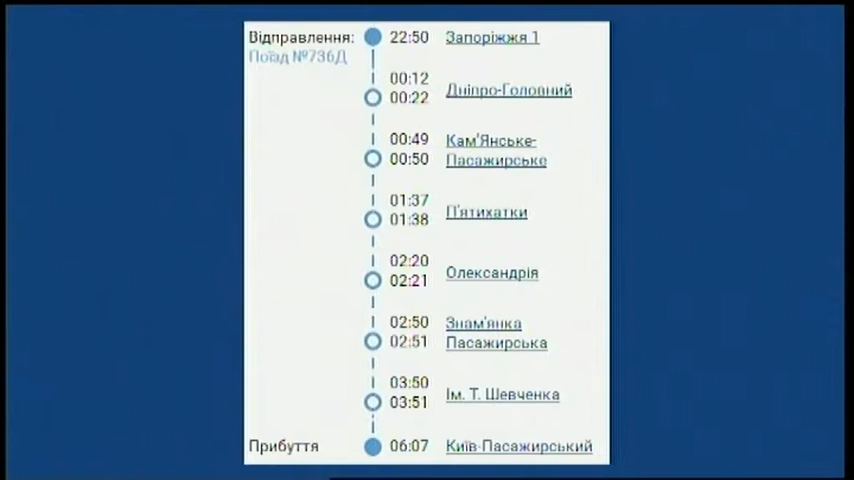 Відправлення: 22:50 Запоріжжя 1
Поїзд №736Д
00:12
00:22 Дніпро-Головний
00:49 Кам'Янське-
00:50 Пасажирське
01:37
01:38 П'ятихатки
02:20
02:21 Олександрія
02:50 Знам'янка
02:51 Пасажирська
03:50
03:51 Ім. Т. Шевченка
Прибуття 06:07 Київ-Пасажирський